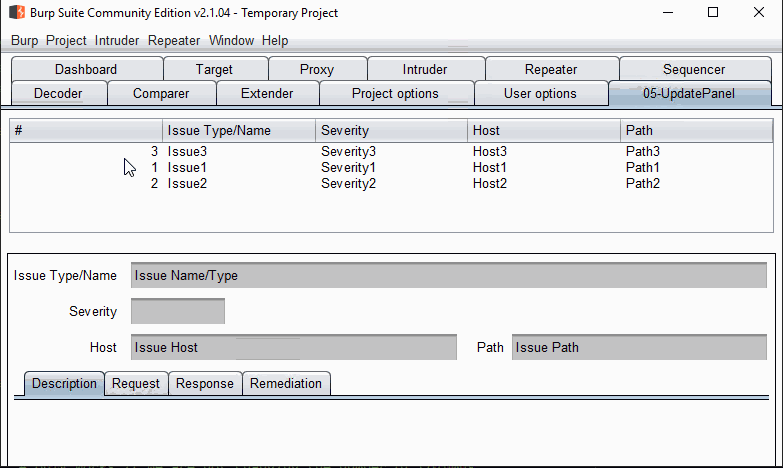 Burp Suite Community Edition v2.1.04 - Temporary Project
Burp Project Intruder Repeater Window Help
Dashboard Target Proxy Intruder Repeater Sequencer
Decoder Comparer Extender Project options User options 05-UpdatePanel
# Issue Type/Name Severity Host Path
3 Issue3 Severity3 Host3 Path3
1 Issue1 Severity1 Host1 Path1
2 Issue2 Severity2 Host2 Path2
Issue Type/Name Issue Name/Type
Severity
Host Issue Host Path Issue Path
Description Request Response Remediation